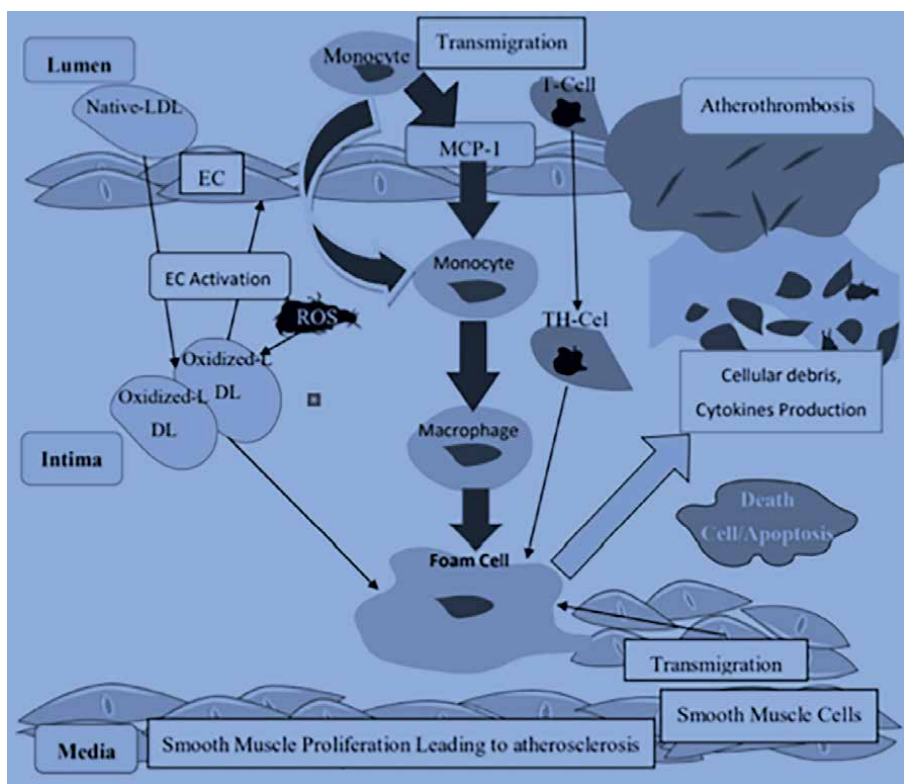 Lumen
Monocyte
Transmigration
T-Cell
Atherothrombosis
Native-LDL
EC
MCP-1
EC Activation
Monocyte
ROS
TH-Cel
Oxidized-L
DL
Oxidized-L
DL
Cellular debris,
Cytokines Production
Macrophage
Intima
Death
Cell/Apoptosis
Foam Cell
Transmigration
Smooth Muscle Cells
Media
Smooth Muscle Proliferation Leading to atherosclerosis